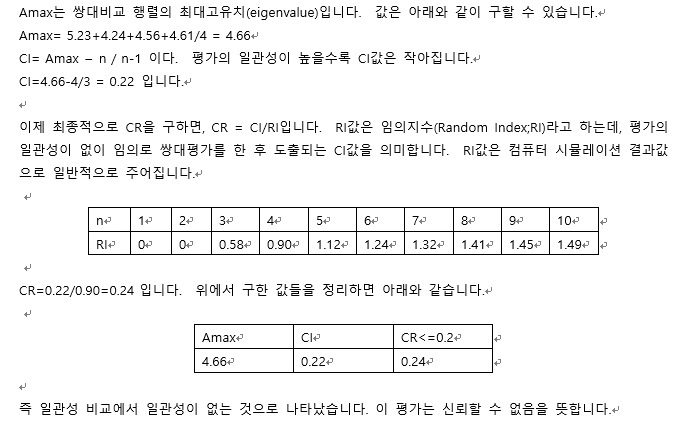 Amax는 쌍대비교 행렬의 최대고유치(eigenvalue)입니다. 값은 아래와 같이 구할 수 있습니다.
Amax= 5.23+4.24+4.56+4.61/4 = 4.66
CI= Amax – n / n-1 이다. 평가의 일관성이 높을수록 CI값은 작아집니다.
CI=4.66-4/3 = 0.22 입니다.
이제 최종적으로 CR을 구하면, CR = CI/RI입니다. RI값은 임의지수(Random Index;RI)라고 하는데, 평가의
일관성이 없이 임의로 쌍대평가를 한 후 도출되는 CI값을 의미합니다. RI값은 컴퓨터 시뮬레이션 결과값
으로 일반적으로 주어집니다.
n 1 2 3 4 5 6 7 8 9 10
RI 0 0 0.58 0.90 1.12 1.24 1.32 1.41 1.45 1.49
CR=0.22/0.90=0.24 입니다. 위에서 구한 값들을 정리하면 아래와 같습니다.
Amax CI CR<=0.2
4.66 0.22 0.24
즉 일관성 비교에서 일관성이 없는 것으로 나타났습니다. 이 평가는 신뢰할 수 없음을 뜻합니다.